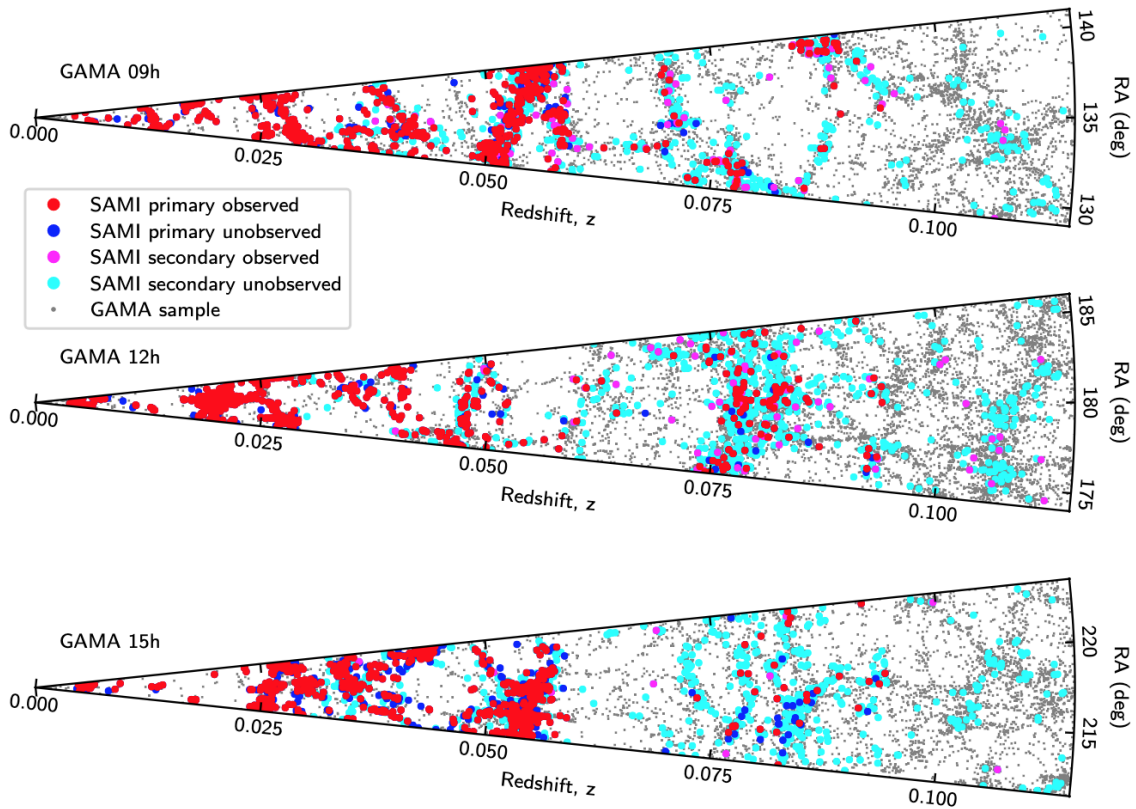 GAMA 09h
0.000
0.025
0.050
0.075
0.100
Redshift, z
140
135
130
RA (deg)
SAMI primary observed
SAMI primary unobserved
SAMI secondary observed
SAMI secondary unobserved
GAMA sample
GAMA 12h
0.000
0.025
0.050
0.075
0.100
Redshift, z
185
180
175
RA (deg)
GAMA 15h
0.000
0.025
0.050
0.075
0.100
Redshift, z
220
215
RA (deg)